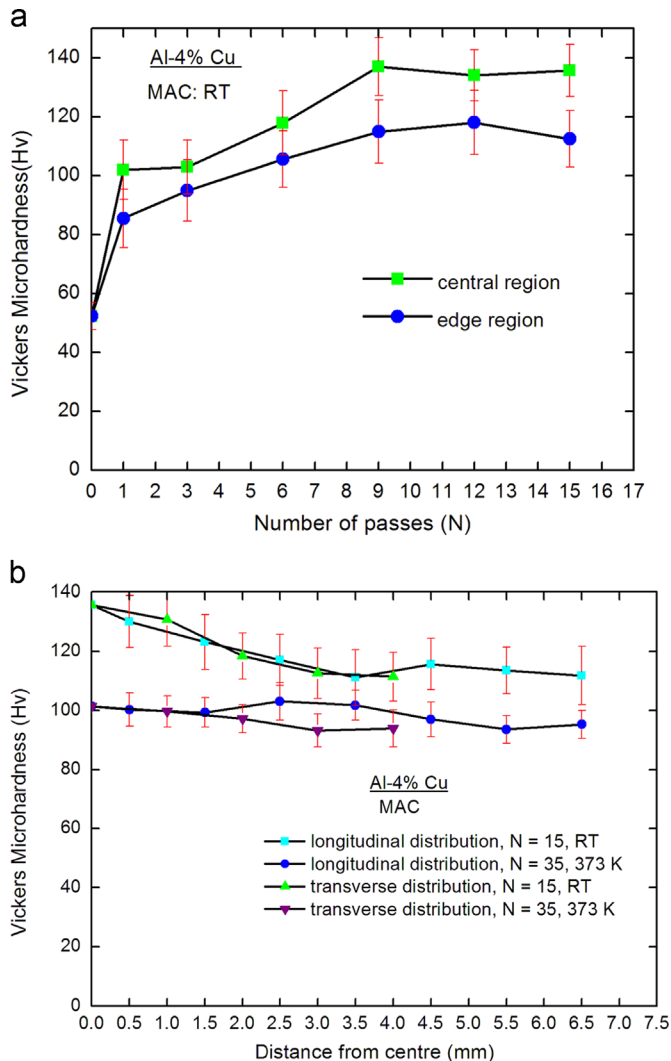 a
140
120
100
80
60
40
20
0
Vickers Microhardness(Hv)
Al-4% Cu
MAC: RT
central region
edge region
0 1 2 3 4 5 6 7 8 9 10 11 12 13 14 15 16 17
Number of passes (N)
b
140
120
100
80
60
40
20
0
Vickers Microhardness (Hv)
Al-4% Cu
MAC
longitudinal distribution, N = 15, RT
longitudinal distribution, N = 35, 373 K
transverse distribution, N = 15, RT
transverse distribution, N = 35, 373 K
0.0 0.5 1.0 1.5 2.0 2.5 3.0 3.5 4.0 4.5 5.0 5.5 6.0 6.5 7.0 7.5
Distance from centre (mm)